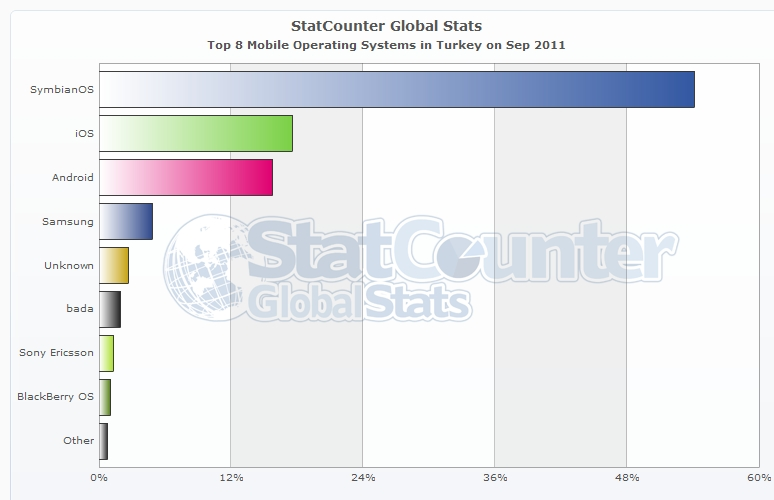 StatCounter Global Stats
Top 8 Mobile Operating Systems in Turkey on Sep 2011
SymbianOS
iOS
Android
Samsung
Unknown
bada
Sony Ericsson
BlackBerry OS
Other
StatCounter
GlobalStats
0% 12% 24% 36% 48% 60%